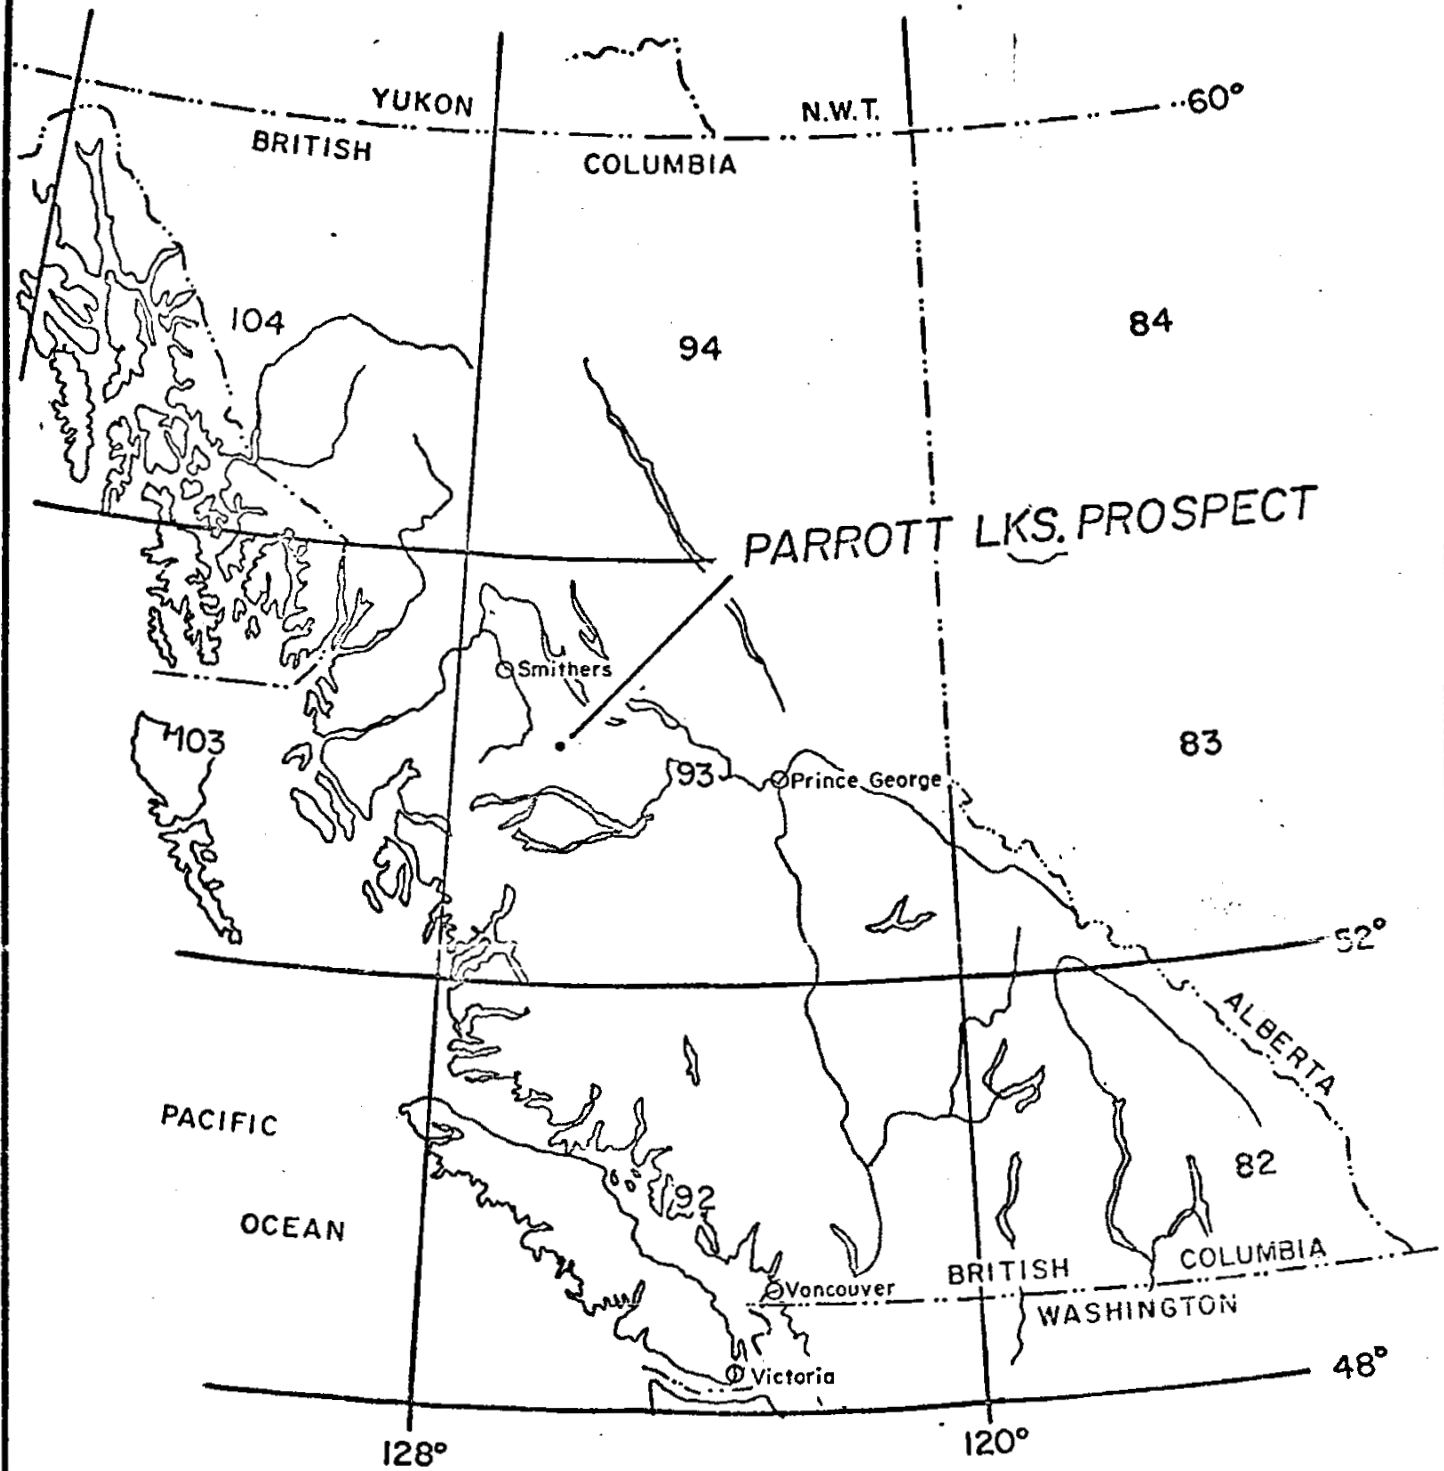 YUKON
N.W.T.
60°
BRITISH
COLUMBIA
104
94
84
PARROTT LKS. PROSPECT
Smithers
103
93
Prince George
83
52°
ALBERTA
PACIFIC
OCEAN
92
82
Vancouver
BRITISH
COLUMBIA
WASHINGTON
Victoria
48°
128°
120°